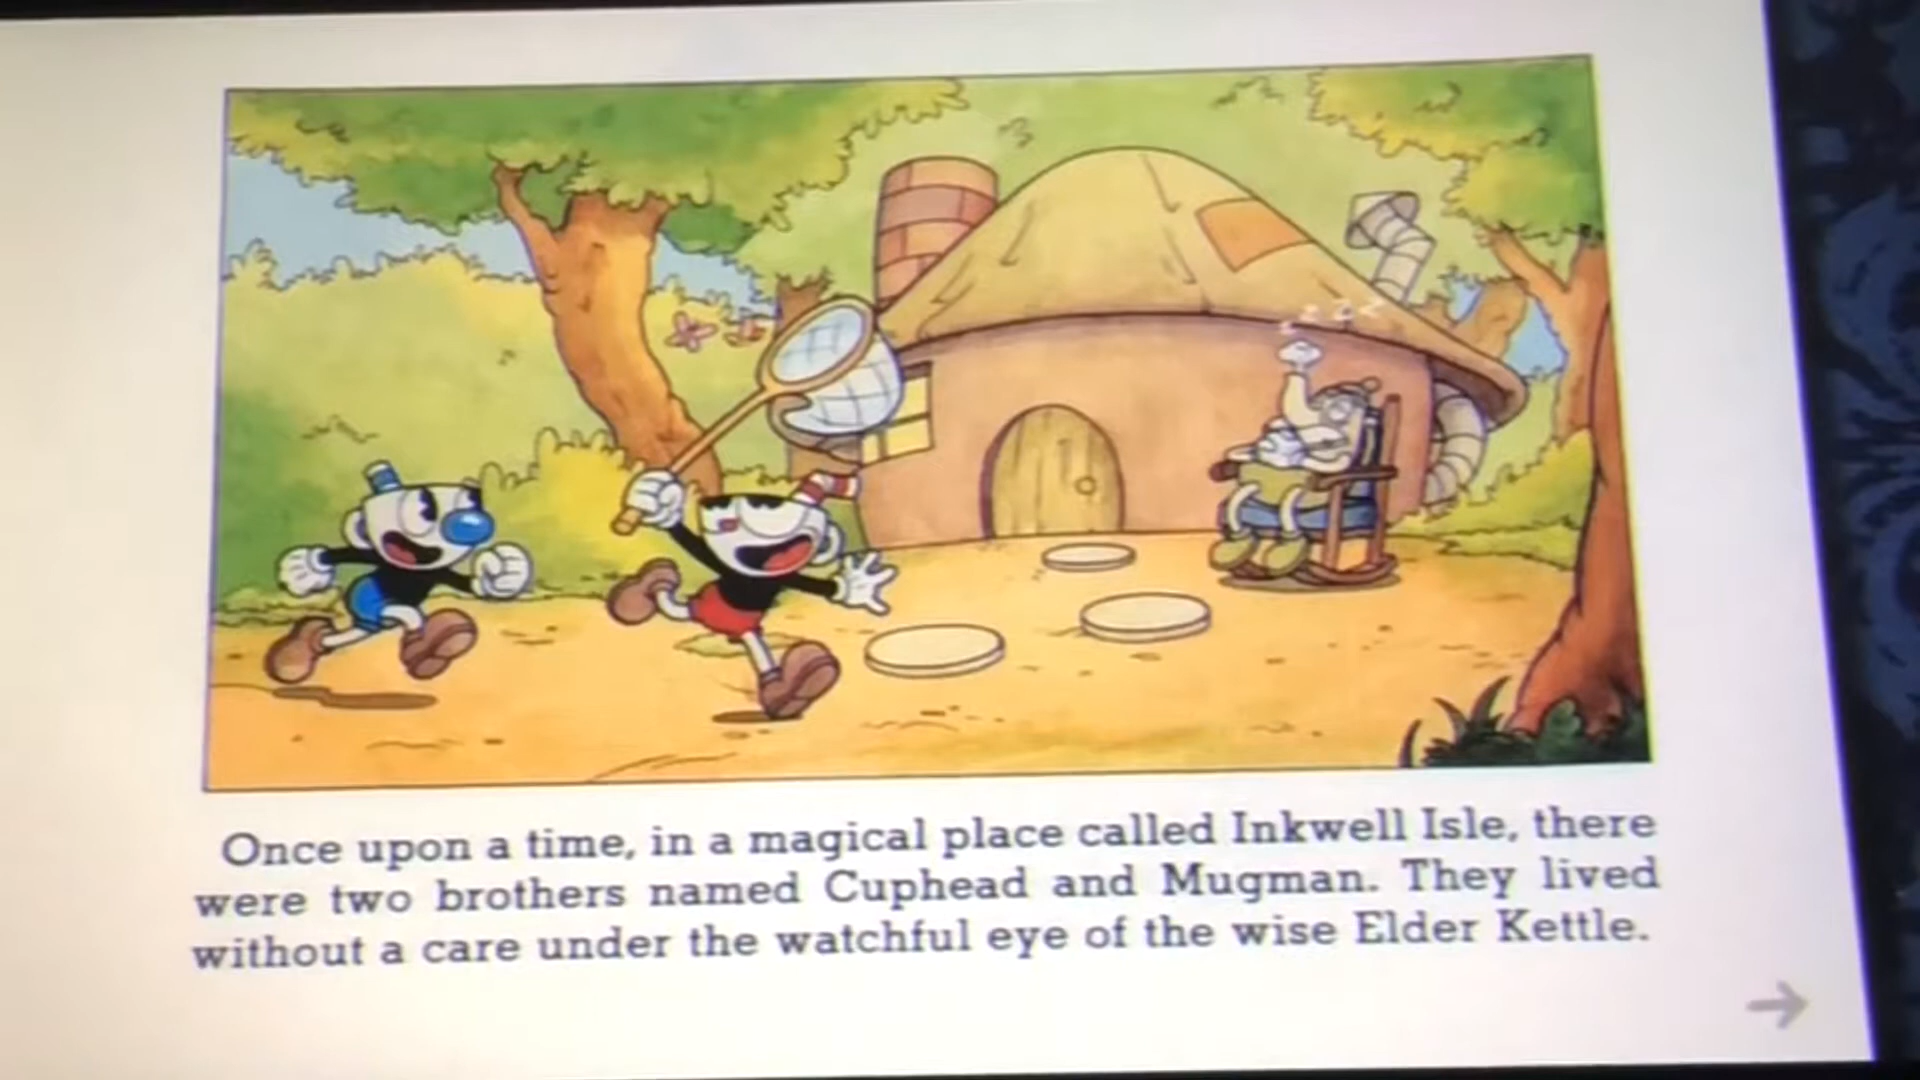 Once upon a time, in a magical place called Inkwell Isle, there
were two brothers named Cuphead and Mugman. They lived
without a care under the watchful eye of the wise Elder Kettle.